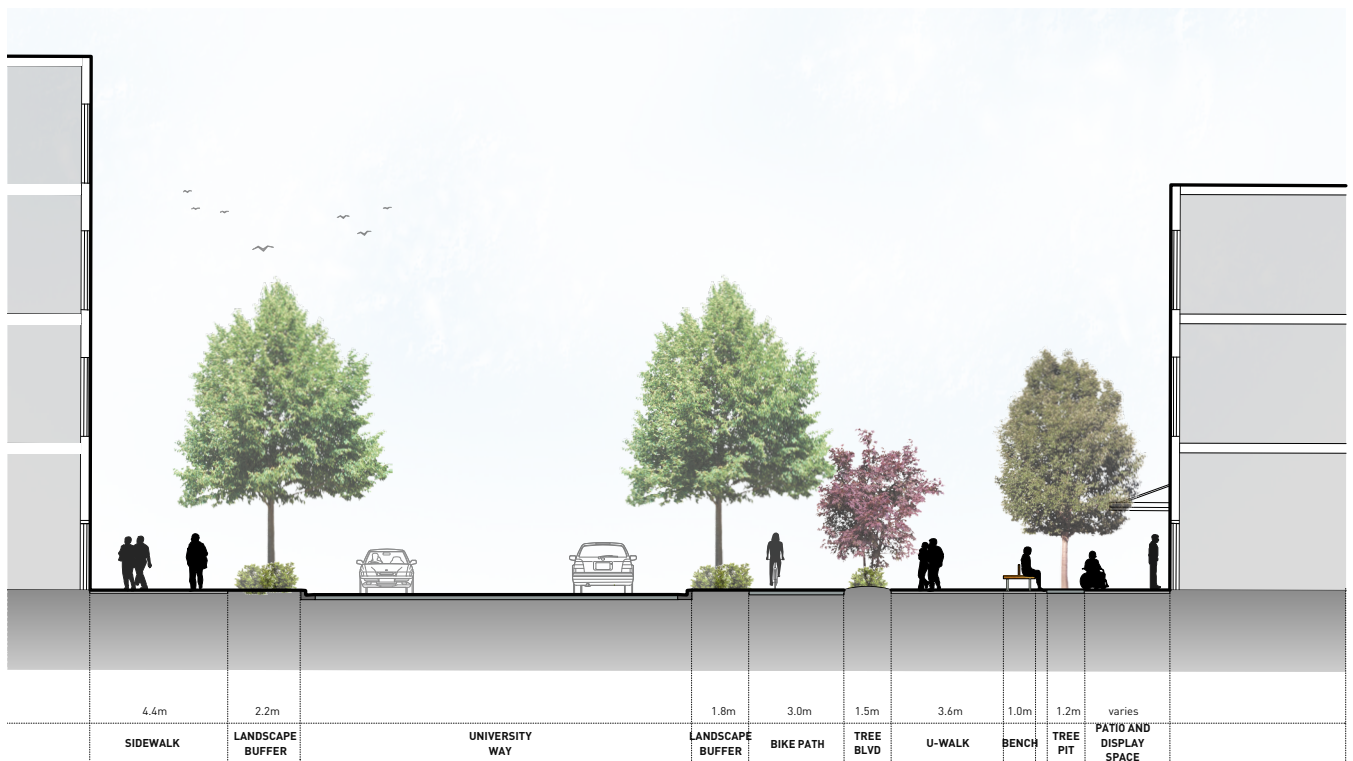 4.4m 2.2m 1.8m 3.0m 1.5m 3.6m 1.0m 1.2m varies
SIDEWALK
LANDSCAPE
BUFFER
UNIVERSITY
WAY
LANDSCAPE
BUFFER
BIKE PATH
TREE
BLVD
U-WALK
BENCH
TREE
PIT
PATIO AND
DISPLAY
SPACE